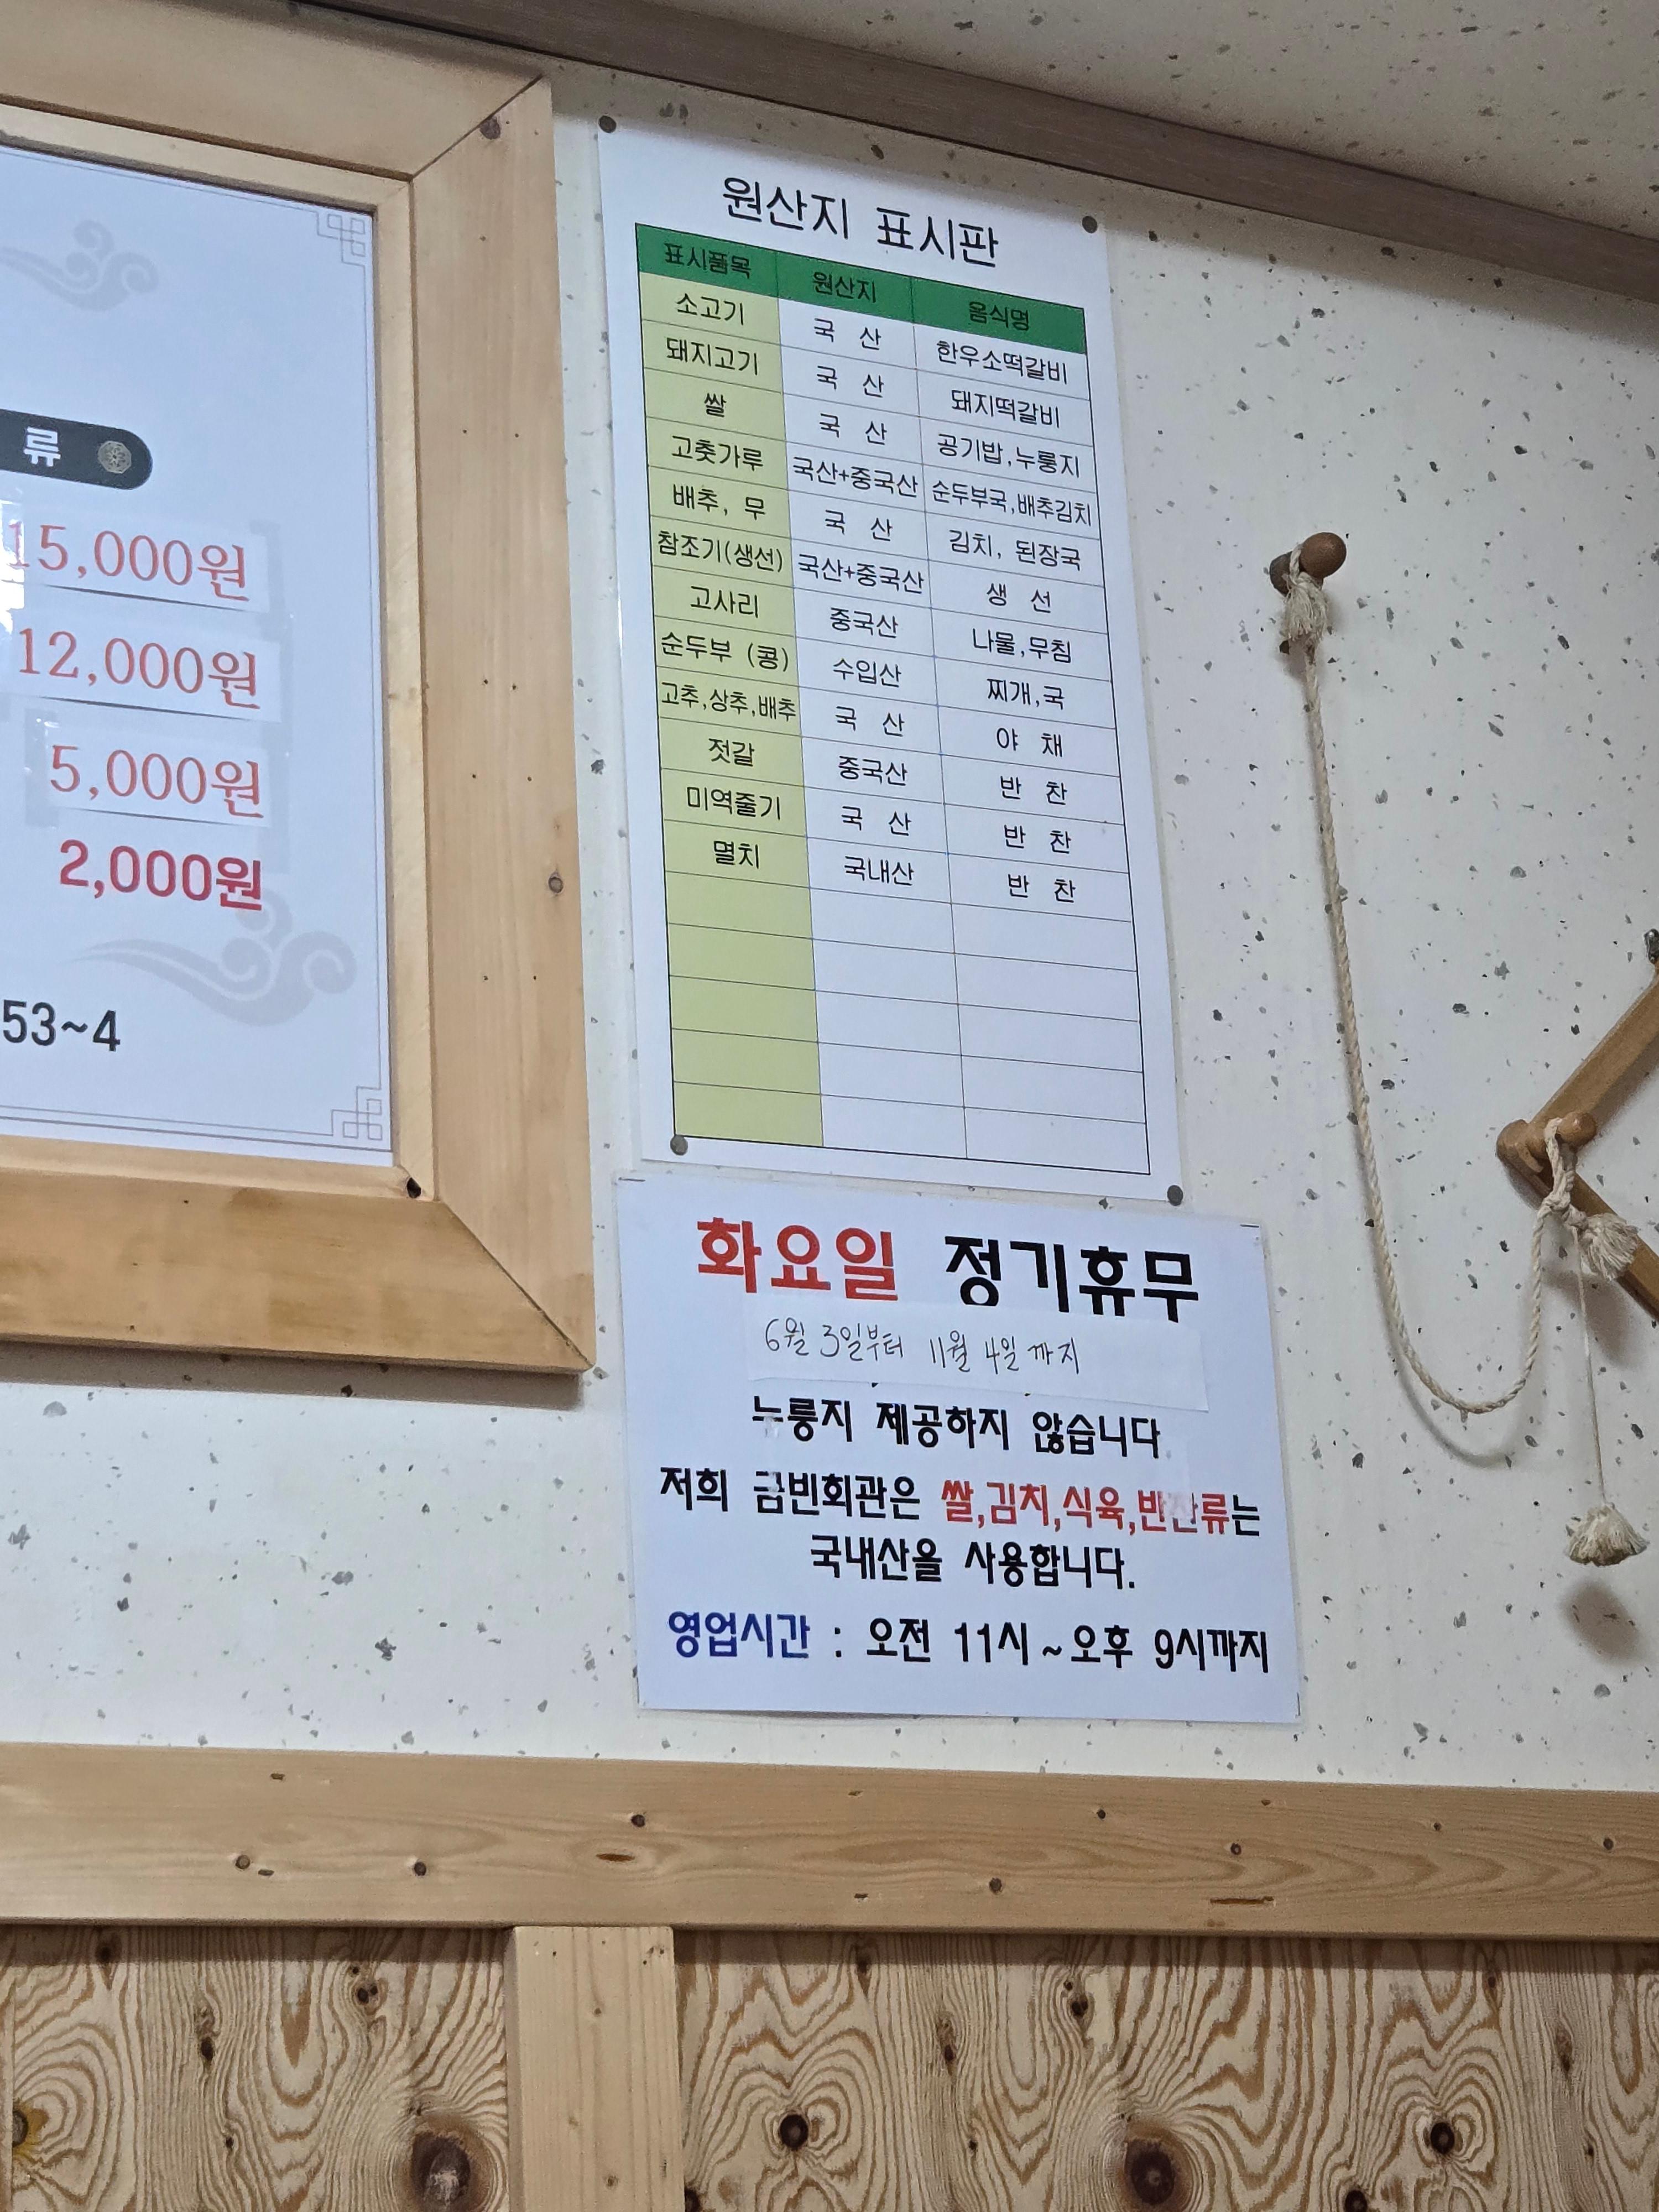 류
15,000원
12,000원
5,000원
2,000원
53~4
원산지 표시판
표시품목 원산지 음식명
소고기 국 산 한우소떡갈비
돼지고기 국 산 돼지떡갈비
쌀 국 산 공기밥,누룽지
고춧가루 국산+중국산 순두부국,배추김치
배추, 무 국 산 김치, 된장국
참조기(생선) 국산+중국산 생 선
고사리 중국산 나물,무침
순두부 (콩) 수입산 찌개,국
고추,상추,배추 국 산 야 채
젓갈 중국산 반 찬
미역줄기 국 산 반 찬
멸치 국내산 반 찬
화요일 정기휴무
6월 3일부터 11월 4일 까지
누룽지 제공하지 않습니다
저희 금빈회관은 쌀,김치,식육,반찬류는
국내산을 사용합니다.
영업시간 : 오전 11시 ~ 오후 9시까지